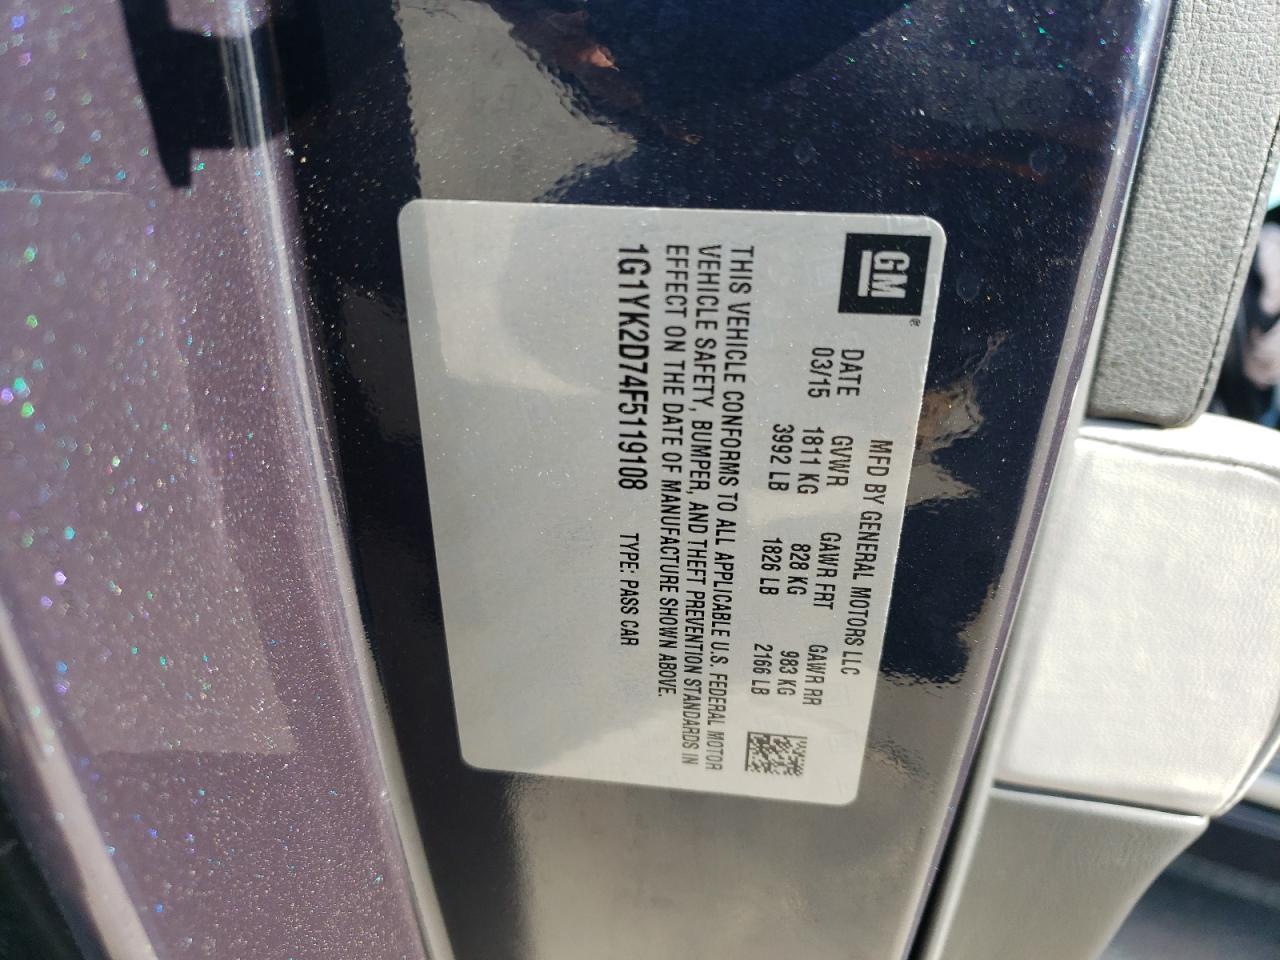 GM®
MFD BY GENERAL MOTORS LLC
DATE GVWR GAWR FRT GAWR RR
03/15 1811 KG 828 KG 983 KG
3992 LB 1826 LB 2166 LB
THIS VEHICLE CONFORMS TO ALL APPLICABLE U.S. FEDERAL MOTOR
VEHICLE SAFETY, BUMPER, AND THEFT PREVENTION STANDARDS IN
EFFECT ON THE DATE OF MANUFACTURE SHOWN ABOVE.
1G1YK2D74F5119108 TYPE: PASS CAR